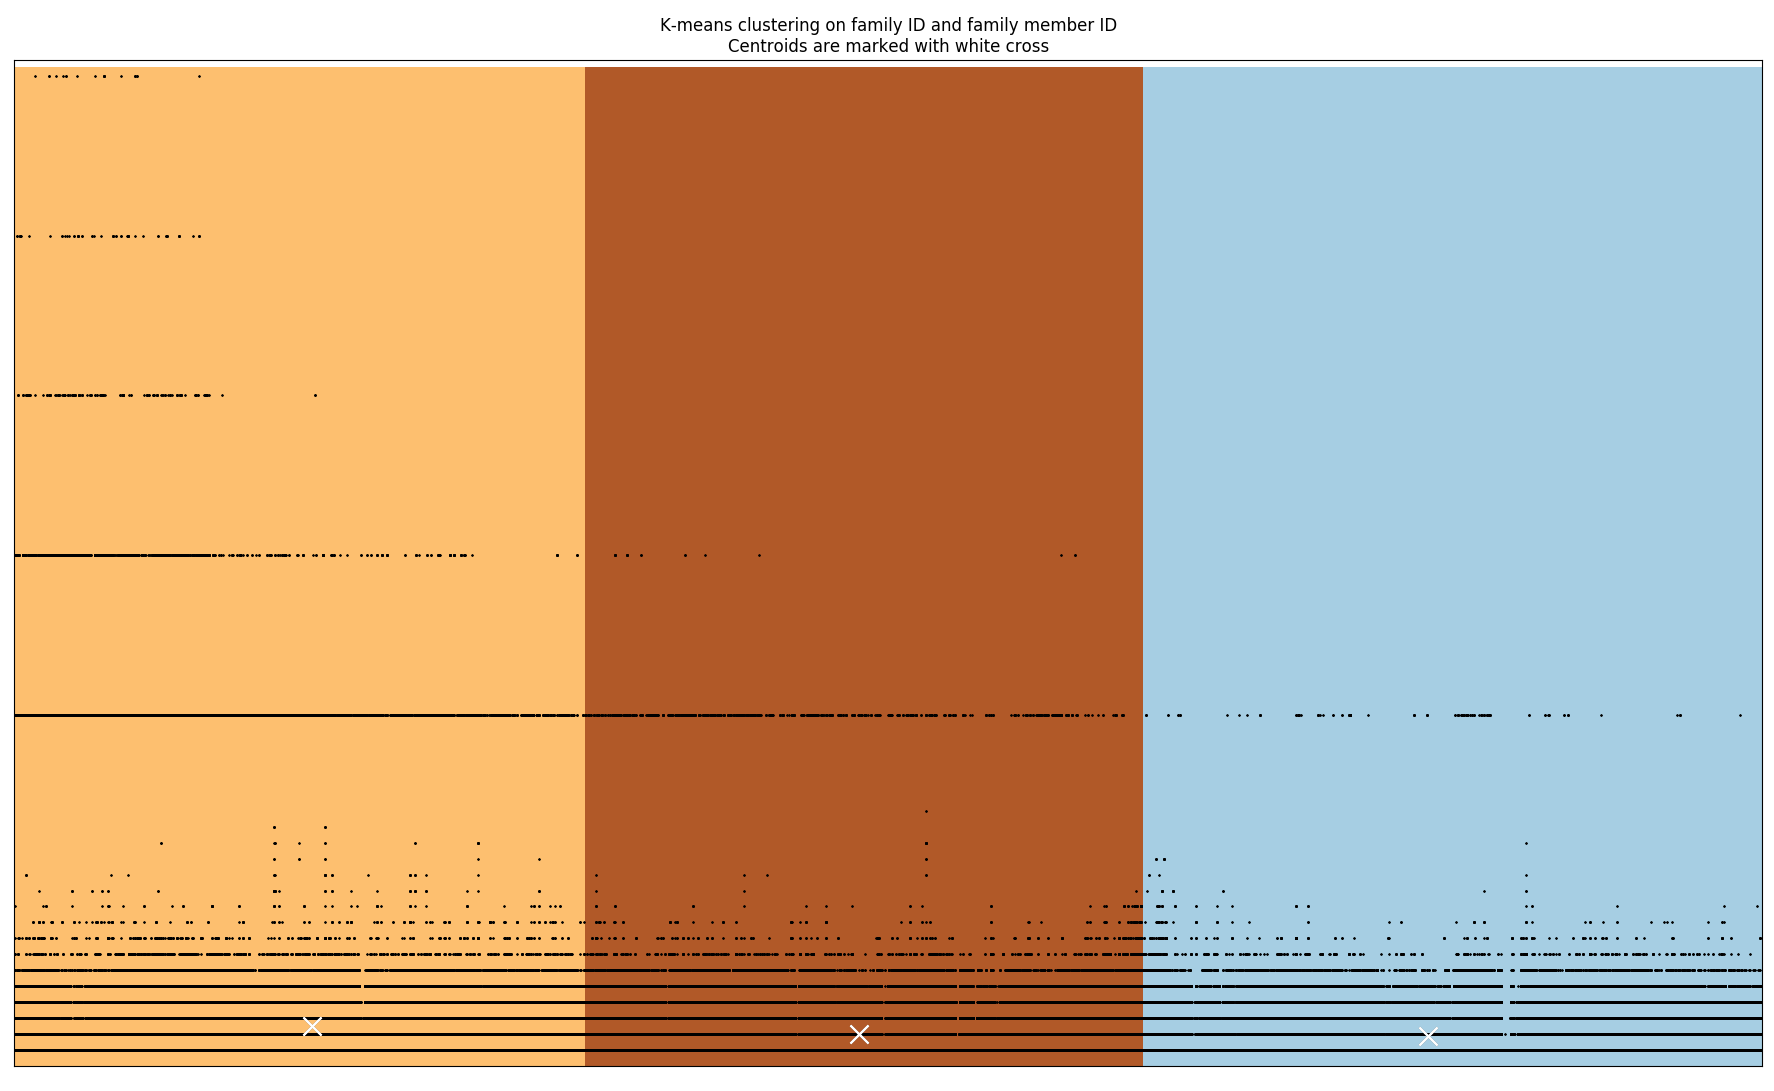 K-means clustering on family ID and family member ID
Centroids are marked with white cross